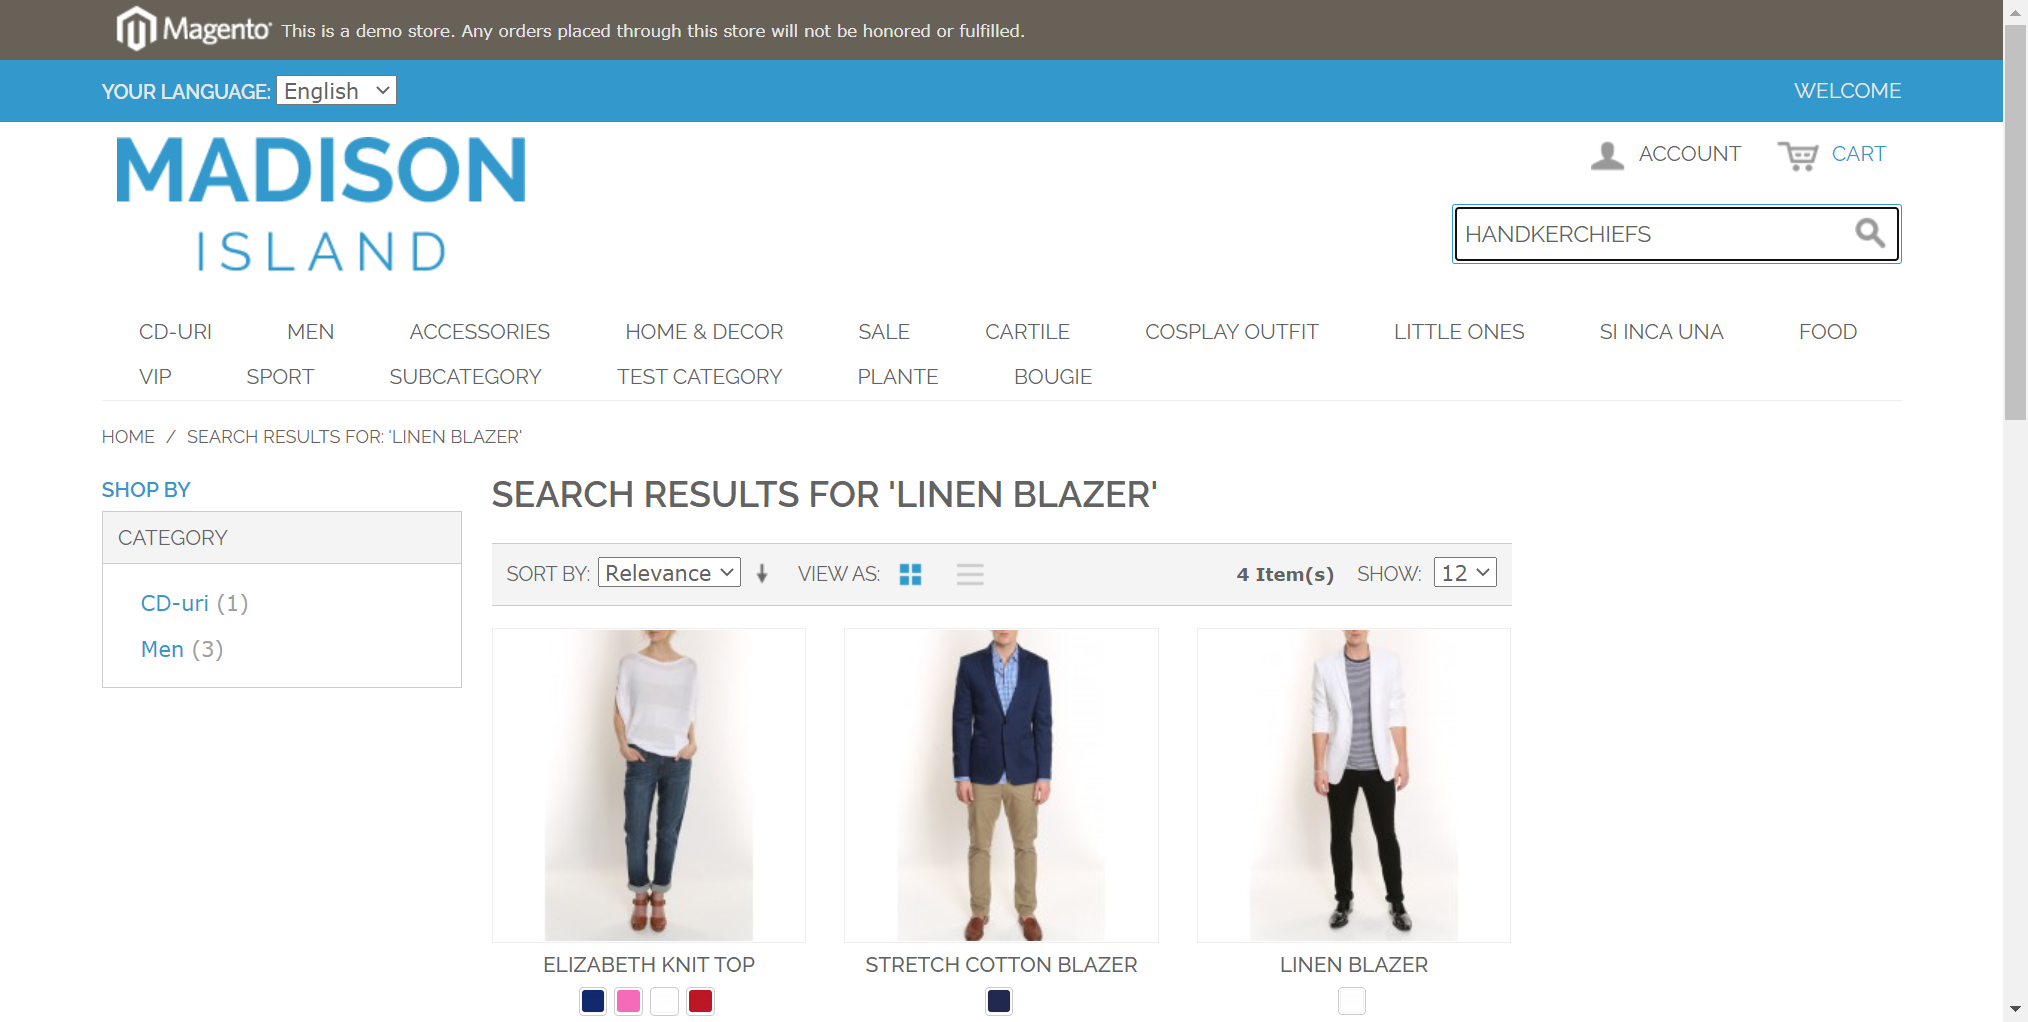 Magento This is a demo store. Any orders placed through this store will not be honored or fulfilled.
YOUR LANGUAGE: English WELCOME
MADISON
ISLAND
ACCOUNT CART
HANDKERCHIEFS
CD-URI MEN ACCESSORIES HOME & DECOR SALE CARTILE COSPLAY OUTFIT LITTLE ONES SI INCA UNA FOOD
VIP SPORT SUBCATEGORY TEST CATEGORY PLANTE BOUGIE
HOME / SEARCH RESULTS FOR: 'LINEN BLAZER'
SHOP BY
CATEGORY
CD-uri (1)
Men (3)
SEARCH RESULTS FOR 'LINEN BLAZER'
SORT BY: Relevance VIEW AS: 4 Item(s) SHOW: 12
ELIZABETH KNIT TOP STRETCH COTTON BLAZER LINEN BLAZER